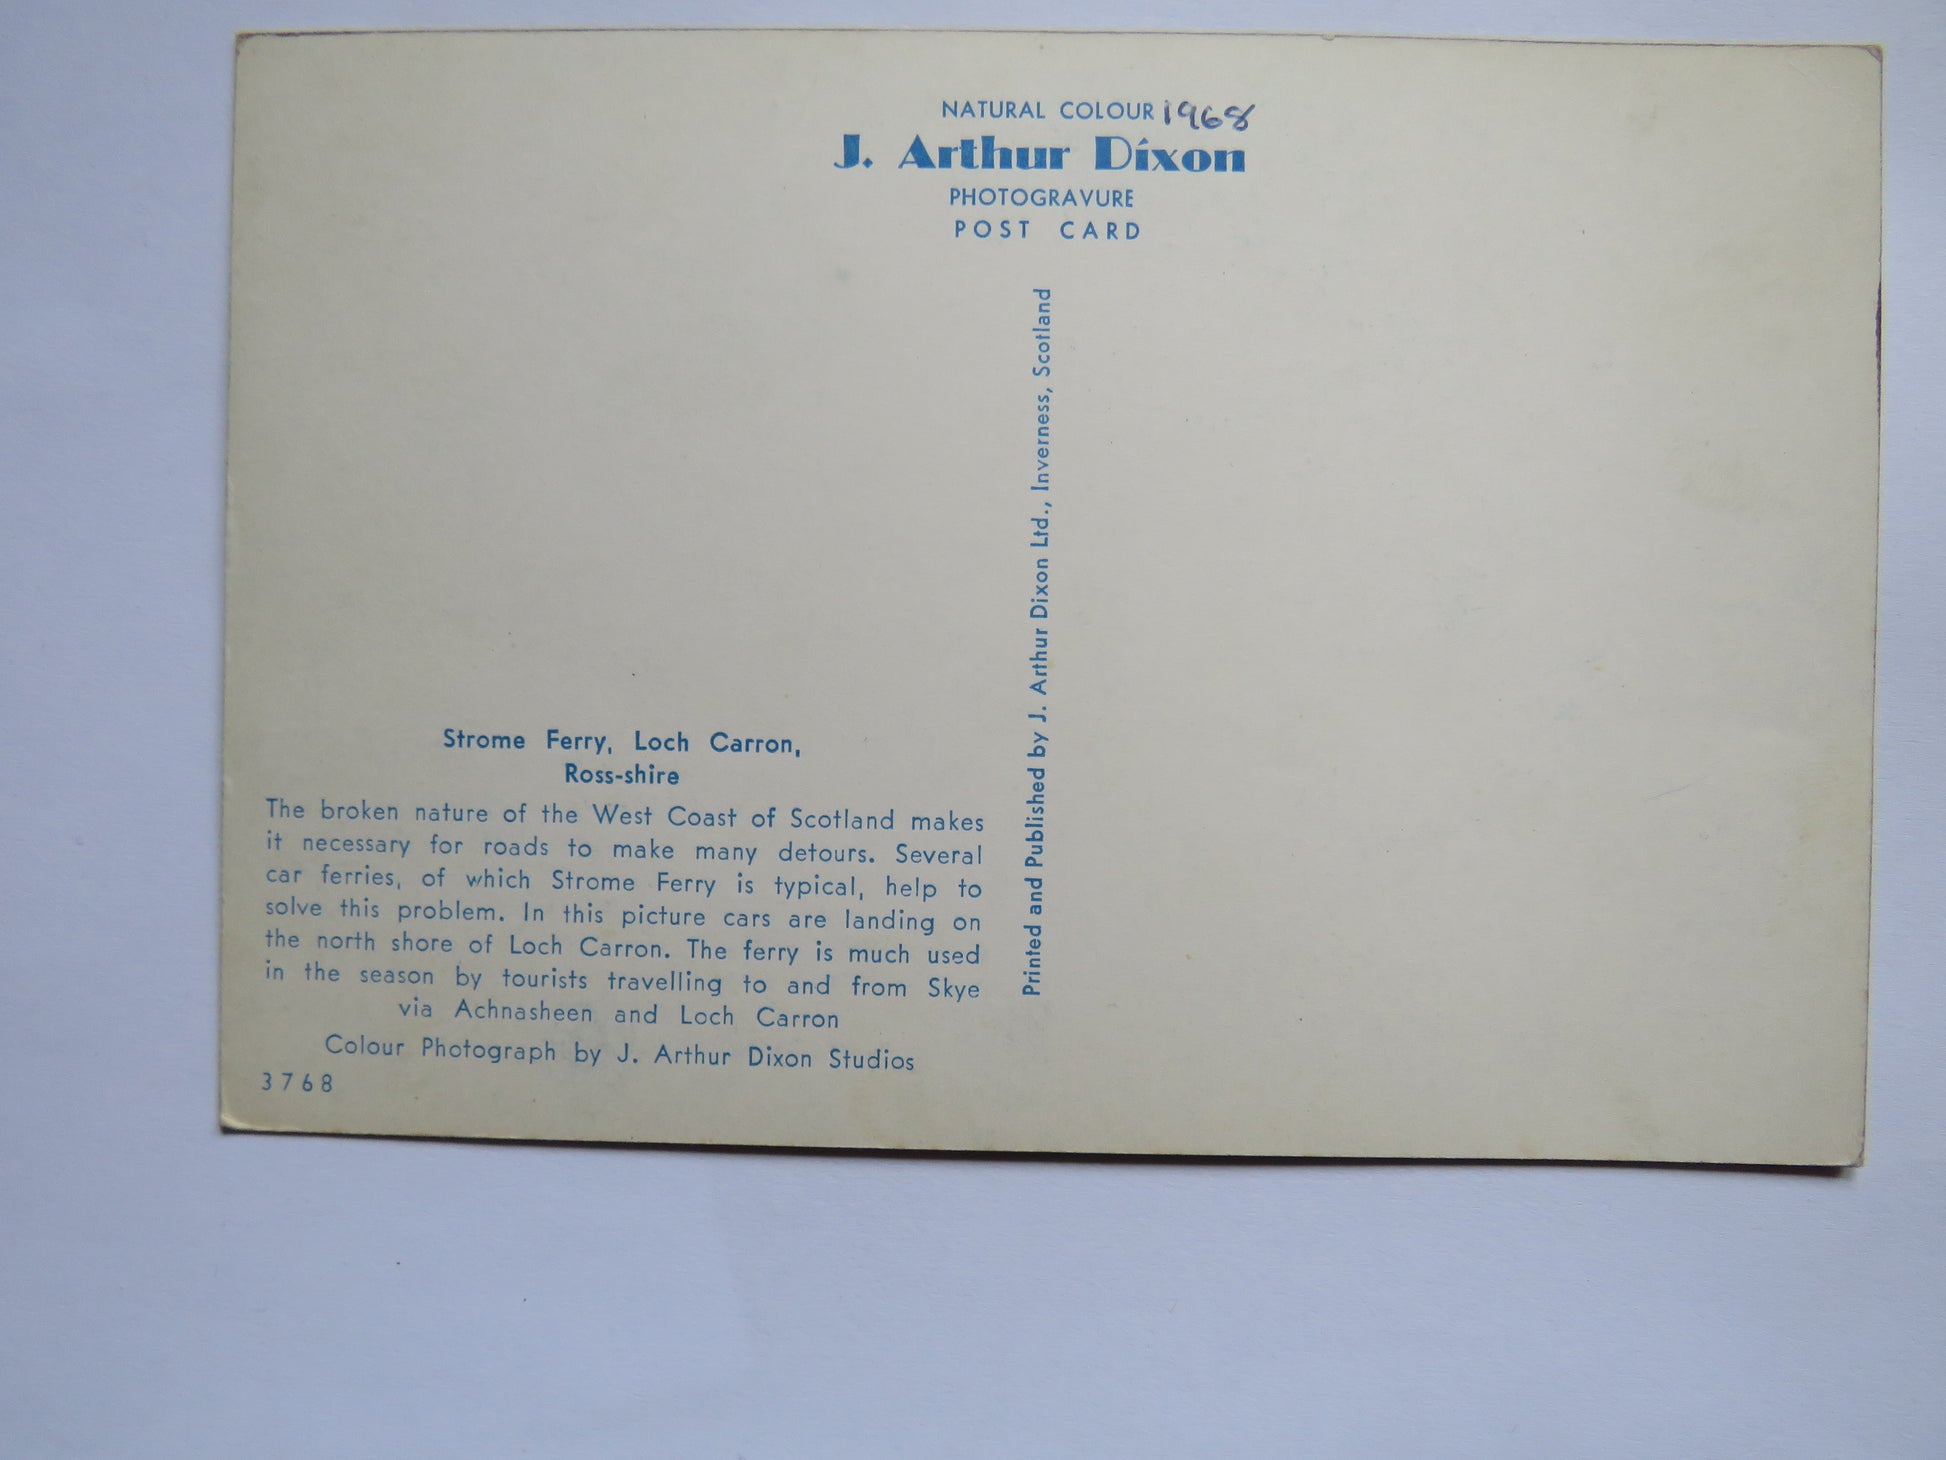 NATURAL COLOUR 1968
J. Arthur Dixon
PHOTOGRAVURE
POST CARD
Printed and Published by J. Arthur Dixon Ltd., Inverness, Scotland
Strome Ferry, Loch Carron,
Ross-shire
The broken nature of the West Coast of Scotland makes
it necessary for roads to make many detours. Several
car ferries, of which Strome Ferry is typical, help to
solve this problem. In this picture cars are landing on
the north shore of Loch Carron. The ferry is much used
in the season by tourists travelling to and from Skye
via Achnasheen and Loch Carron
Colour Photograph by J. Arthur Dixon Studios
3768